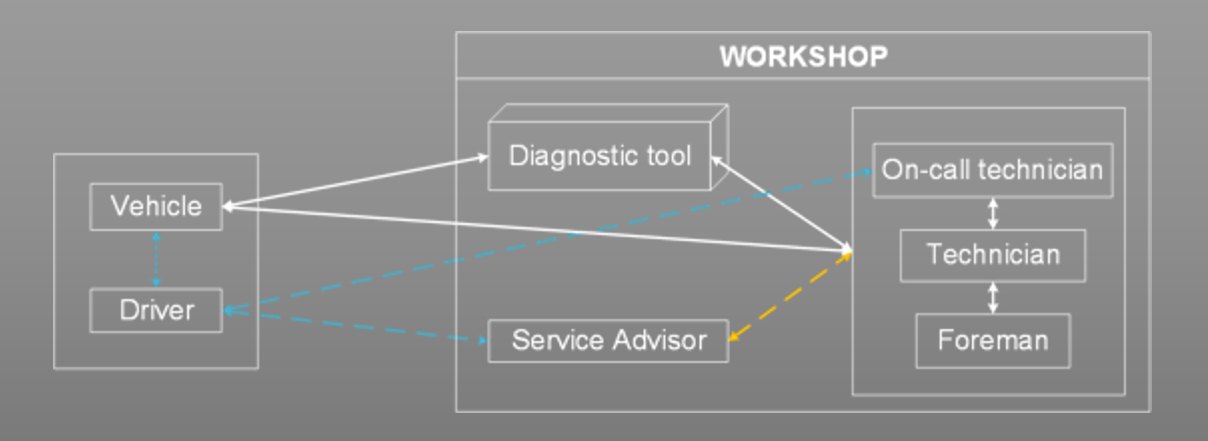 WORKSHOP
Diagnostic tool
On-call technician
Vehicle
Technician
Driver
Service Advisor
Foreman